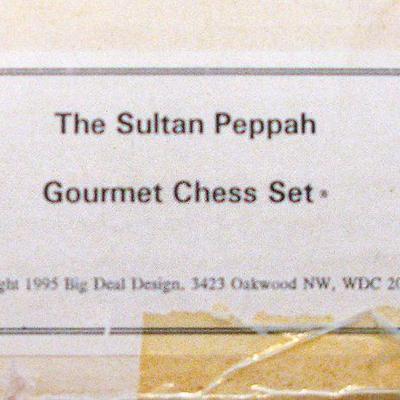 The Sultan Peppah
Gourmet Chess Set®
ght 1995 Big Deal Design, 3423 Oakwood NW, WDC 20